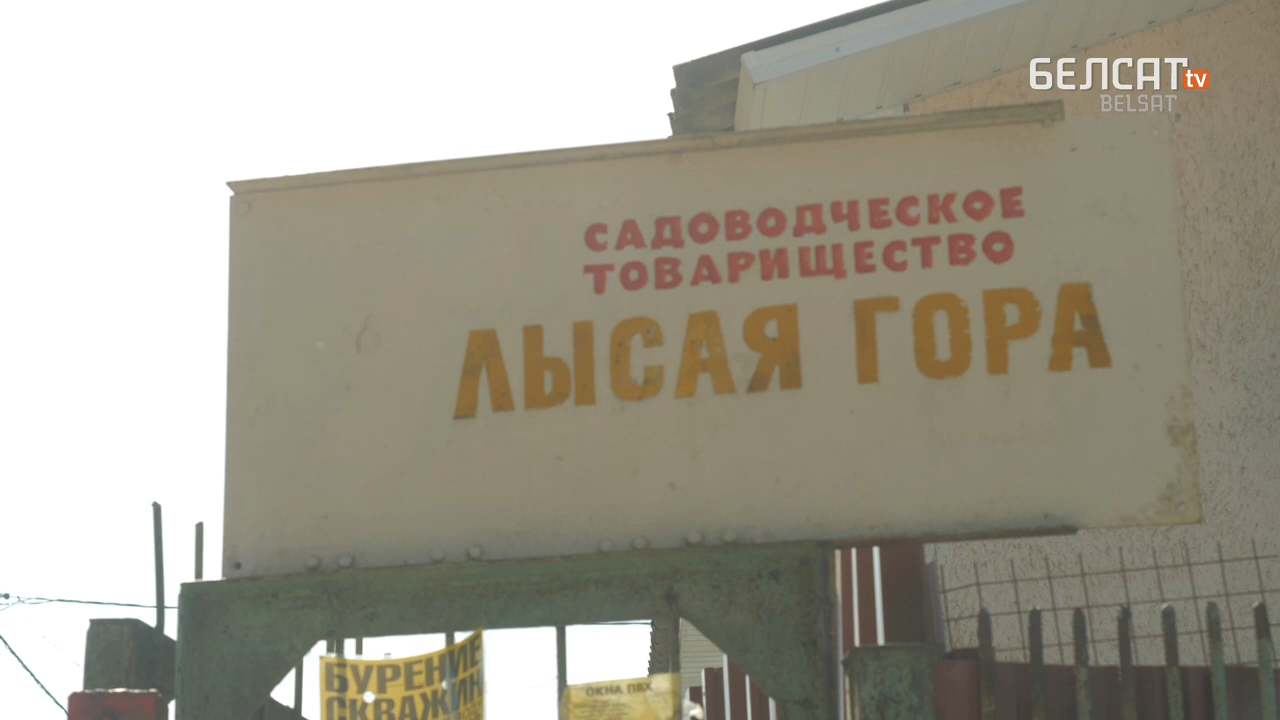 БЕЛСАТ tv
BELSAT
САДОВОДЧЕСКОЕ
ТОВАРИЩЕСТВО
ЛЫСАЯ ГОРА
БУРЕНИЕ
СКВАЖИН
ОКНА ПВХ